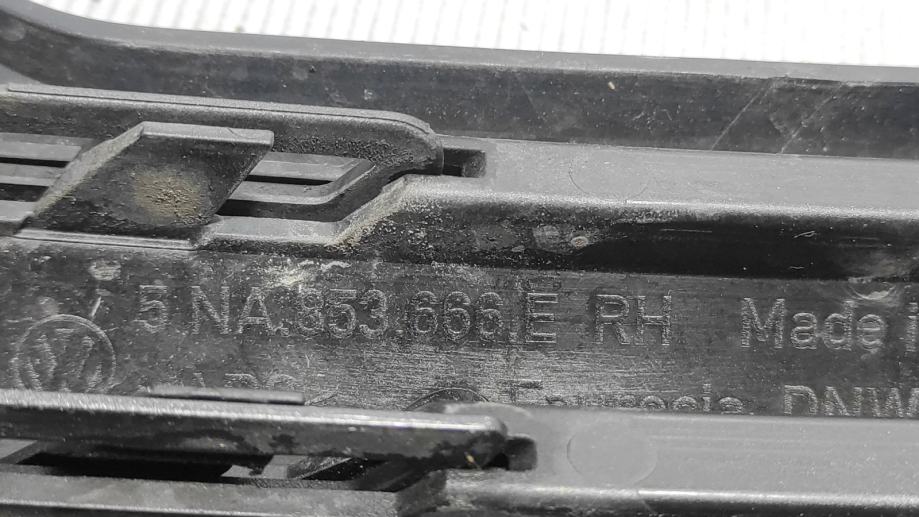 5 NA.853.666.E RH Made i
Faurecia DNW